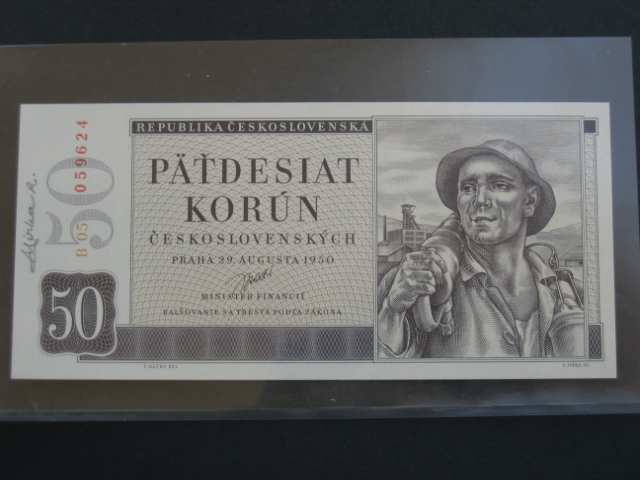 REPUBLIKA ČESKOSLOVENSKÁ
PÄŤDESIAT
KORÚN
ČESKOSLOVENSKÝCH
PRAHA 29. AUGUSTA 1950
MINISTER FINANCIÍ
FALŠOVANIE SA TRESTÁ PODĽA ZÁKONA
50
50
B 05 059624